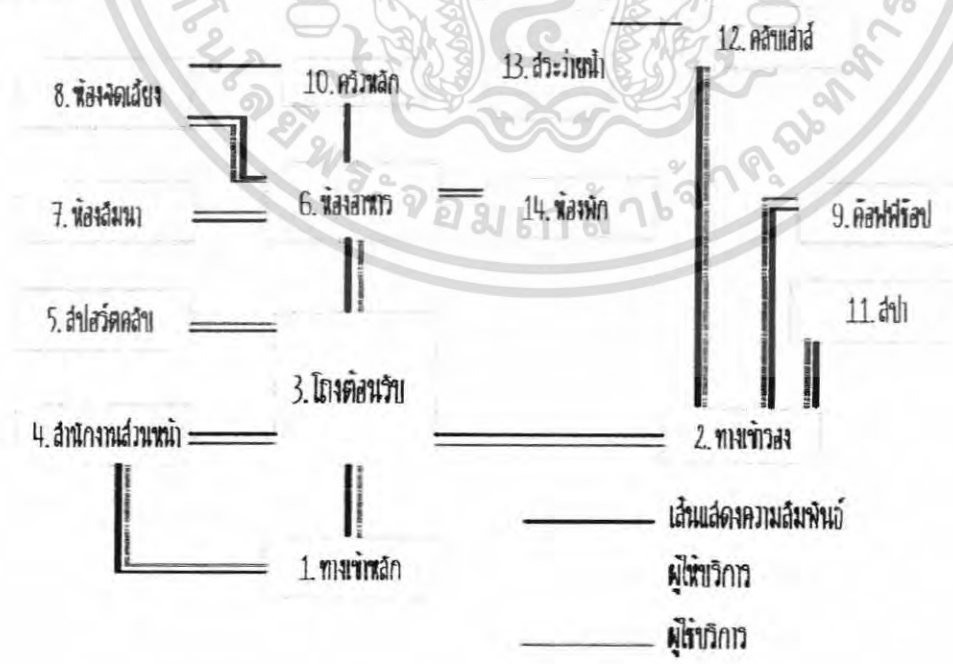 12. คลับเฮ้าส์
13. สระว่ายน้ำ
10. ครัวหลัก
8. ห้องจัดเลี้ยง
7. ห้องสัมนา
6. ห้องอาหาร
14. ห้องพัก
9. ค๊อฟฟี่ช๊อป
5. สปอร์ตคลับ
11. สปา
3. โถงต้อนรับ
4. สำนักงานส่วนหน้า
2. ทางเข้ารอง
1. ทางเข้าหลัก
เส้นแสดงความสัมพันธ์
ผู้ให้บริการ
ผู้ใช้บริการ